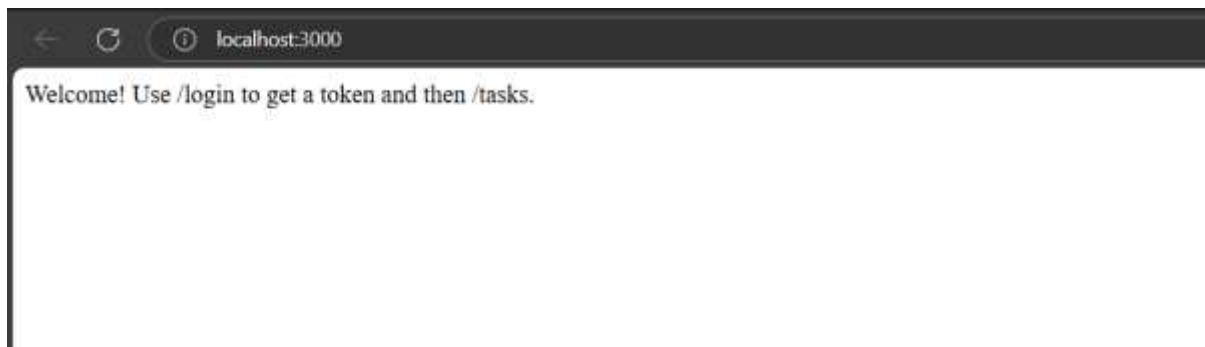 localhost:3000
Welcome! Use /login to get a token and then /tasks.